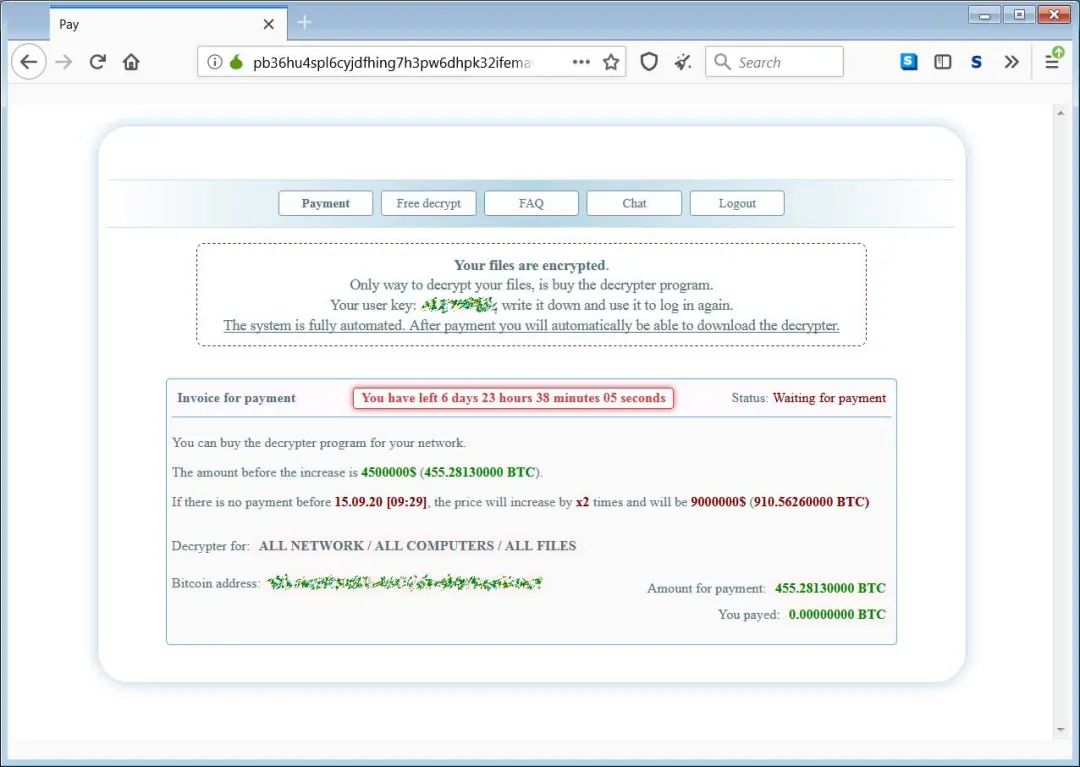 Pay
pb36hu4spl6cyjdfhing7h3pw6dhpk32ifema
Search
S
S
Payment
Free decrypt
FAQ
Chat
Logout
Your files are encrypted.
Only way to decrypt your files, is buy the decrypter program.
Your user key: , write it down and use it to log in again.
The system is fully automated. After payment you will automatically be able to download the decrypter.
Invoice for payment
You have left 6 days 23 hours 38 minutes 05 seconds
Status: Waiting for payment
You can buy the decrypter program for your network.
The amount before the increase is 4500000$ (455.28130000 BTC).
If there is no payment before 15.09.20 [09:29], the price will increase by x2 times and will be 9000000$ (910.56260000 BTC)
Decrypter for: ALL NETWORK / ALL COMPUTERS / ALL FILES
Bitcoin address:
Amount for payment: 455.28130000 BTC
You payed: 0.00000000 BTC